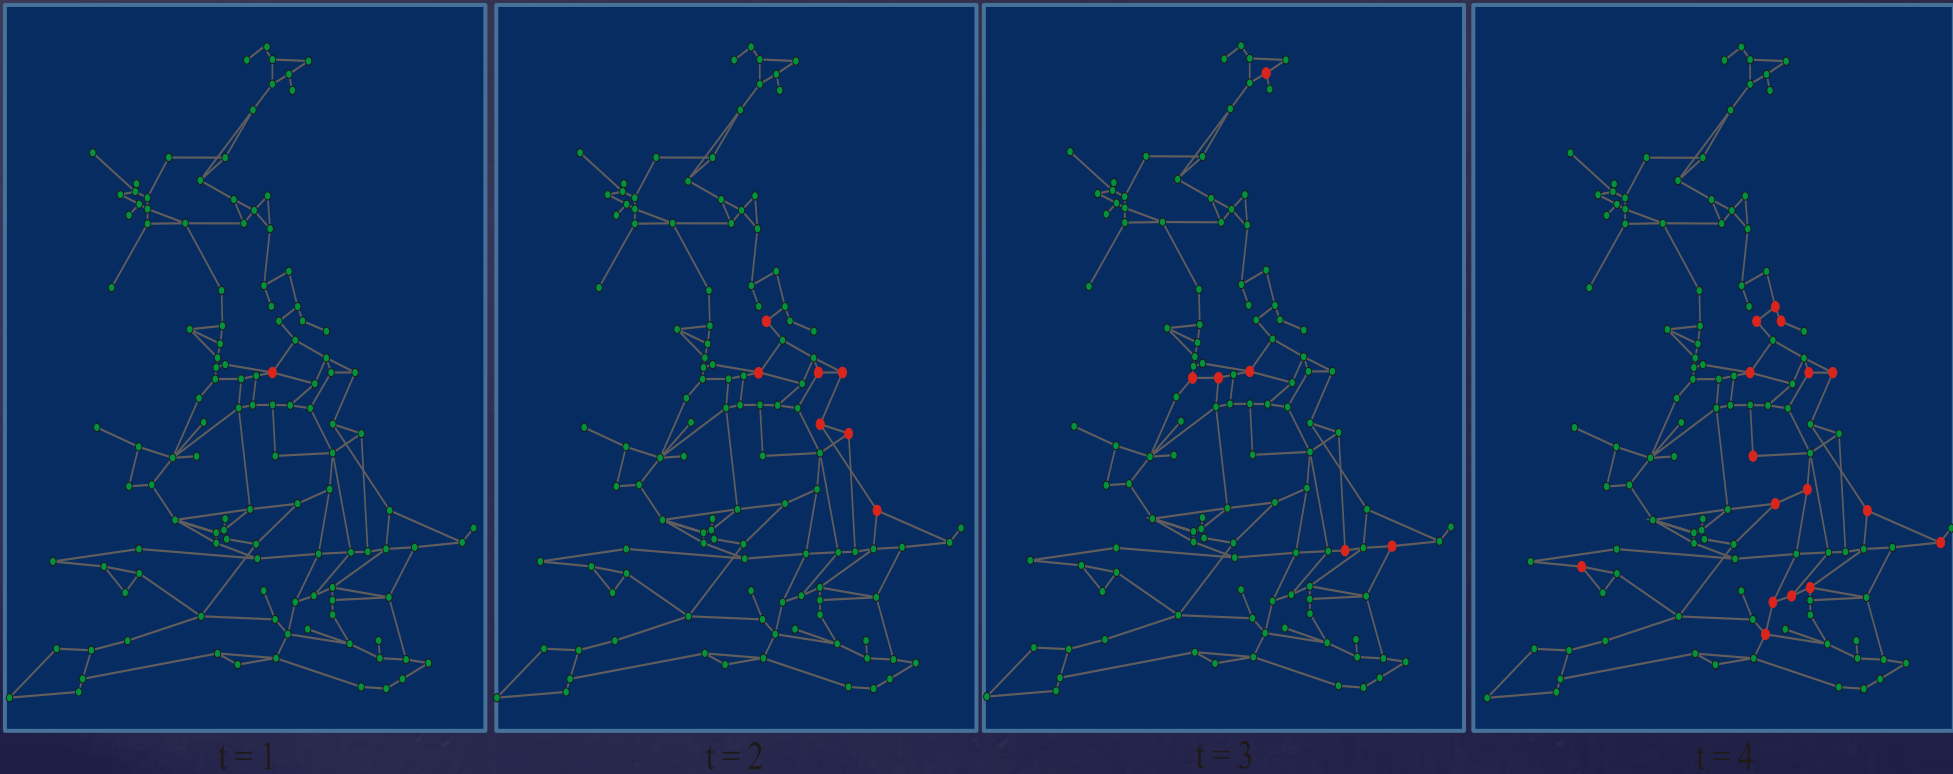 t = 1
t = 2
t = 3
t = 4